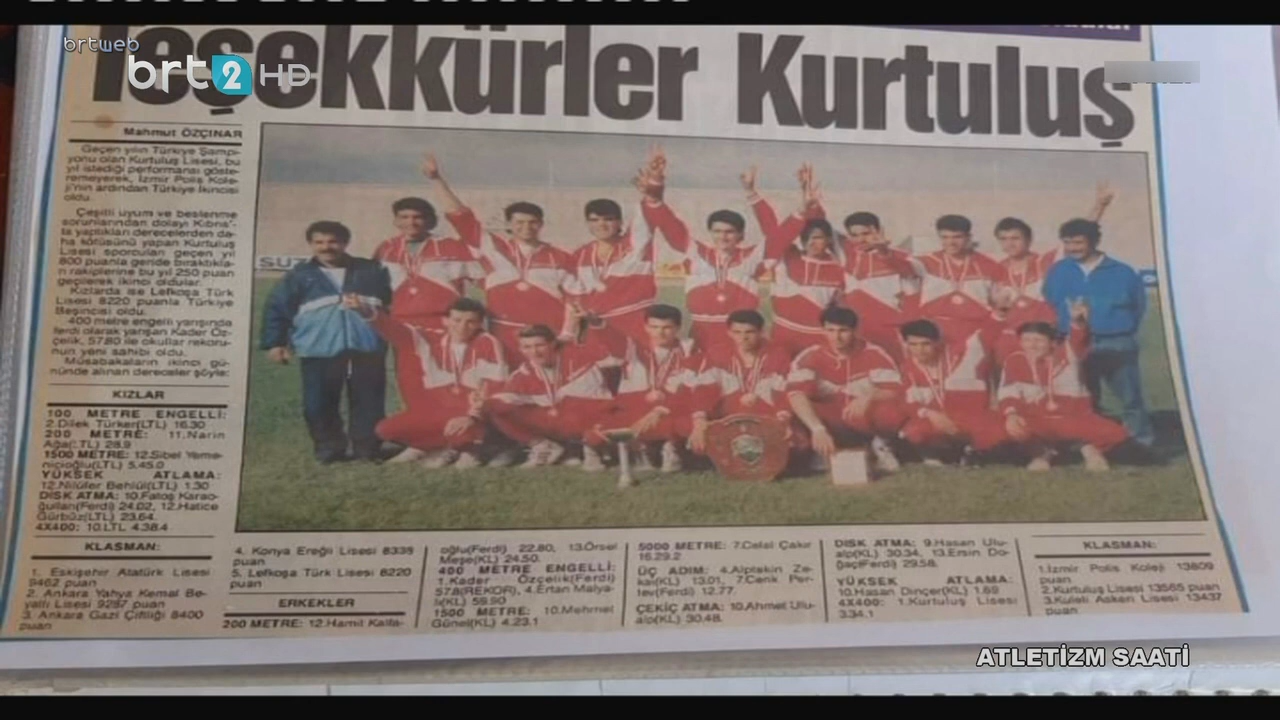 brtweb
brt 2 HD
Teşekkürler Kurtuluş
Mahmut ÖZÇINAR
Geçen yılın Türkiye Şampi-
yonu olan Kurtuluş Lisesi, bu
yıl istediği performansı göste-
remeyerek, İzmir Polis Kole-
ji'nin ardından Türkiye İkincisi
oldu.
Çeşitli uyum ve beslenme
sorunlarından dolayı Kıbrıs'-
ta yaptıkları derecelerden da-
ha kötüsünü yapan Kurtuluş
Lisesi sporcuları geçen yıl
800 puanla geride bıraktıkla-
rı rakiplerine bu yıl 250 puan
geçilerek ikinci oldular.
Kızlarda ise Lefkoşa Türk
Lisesi 8220 puanla Türkiye
Beşincisi oldu.
400 metre engelli yarışında
ferdi olarak yarışan Kader Öz-
çelik, 57.80 ile okullar rekoru-
nun yeni sahibi oldu.
Müsabakaların ikinci gü-
nünde alınan dereceler şöyle:
KIZLAR
100 METRE ENGELLİ:
2.Dilek Türker(LTL) 16.30
200 METRE: 11.Narin
Ağa(LTL) 28.9
1500 METRE: 12.Sibel Yeme-
niçioğlu(LTL) 5.45.0
YÜKSEK ATLAMA:
12.Nilüfer Behlül(LTL) 1.30
DİSK ATMA: 10.Fatoş Karao-
ğulları(Ferdi) 24.02, 12.Hatice
Gürbüz(LTL) 23.64.
4X400: 10.LTL 4.38.4
KLASMAN:
1. Eskişehir Atatürk Lisesi
9462 puan
2. Ankara Yahya Kemal Be-
yatlı Lisesi 9287 puan
3. Ankara Gazi Çiftliği 8400
puan
4. Konya Ereğli Lisesi 8335
puan
5. Lefkoşa Türk Lisesi 8220
puan
ERKEKLER
200 METRE: 12.Hamit Kalfa-
oğlu(Ferdi) 22.80, 13.Örsel
Meşe(KL) 24.50.
400 METRE ENGELLİ:
1.Kader Özçelik(Ferdi)
57.8(REKOR), 4.Ertan Malya-
lı(KL) 59.90
1500 METRE: 10.Mehmet
Günel(KL) 4.23.1
5000 METRE: 7.Celal Çakır
16.29.2
ÜÇ ADIM: 4.Alptekin Ze-
kai(KL) 13.01, 7.Cenk Per-
tev(Ferdi) 12.77.
ÇEKİÇ ATMA: 10.Ahmet Ulu-
alp(KL) 30.48.
DİSK ATMA: 9.Hasan Ulu-
alp(KL) 30.34, 13.Ersin Do-
ğaç(Ferdi) 29.58.
YÜKSEK ATLAMA:
10.Hasan Dinçer(KL) 1.69
4X400: 1.Kurtuluş Lisesi
3.34.1
KLASMAN:
1.İzmir Polis Koleji 13809
puan
2.Kurtuluş Lisesi 13565 puan
3.Kuleli Askeri Lisesi 13437
puan
ATLETİZM SAATİ